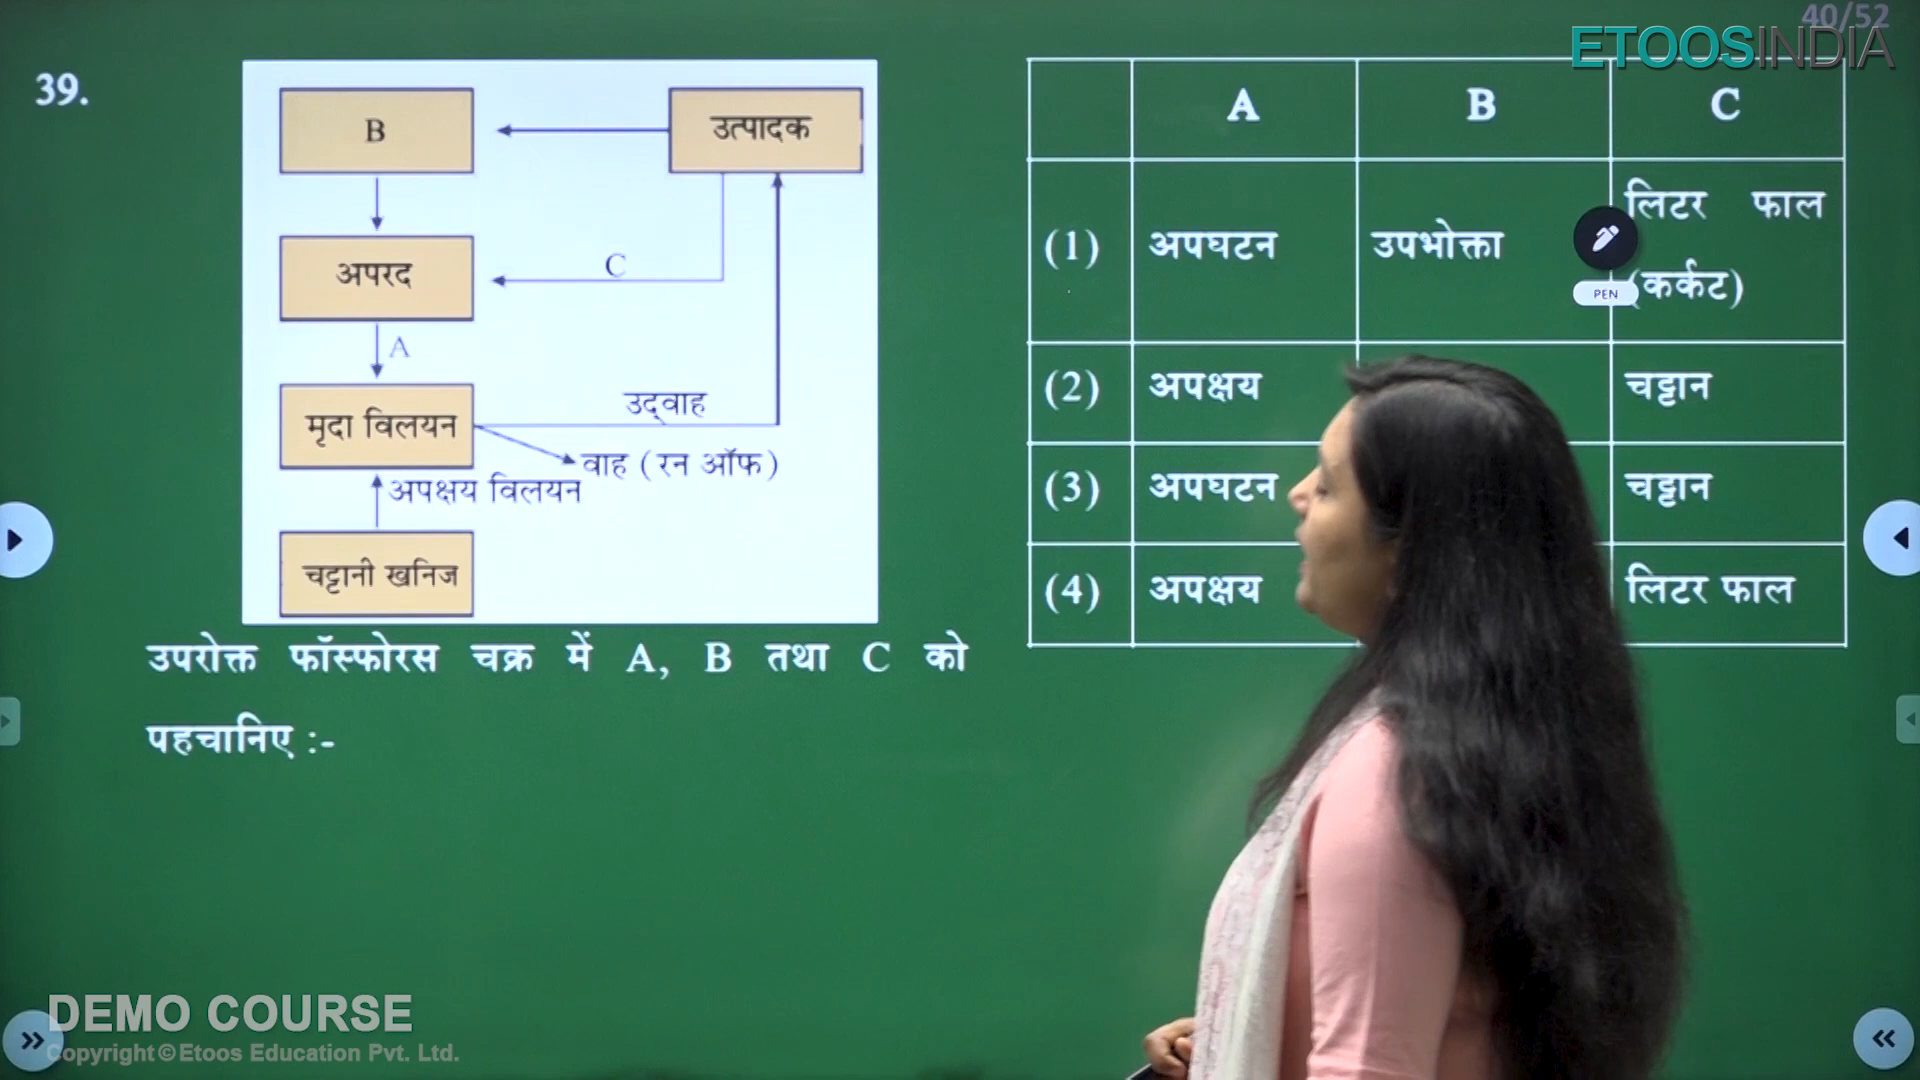 40/52
ETOOSINDIA
39.
B
उत्पादक
अपरद
C
A
मृदा विलयन
उद्वाह
वाह (रन ऑफ)
अपक्षय विलयन
चट्टानी खनिज
उपरोक्त फॉस्फोरस चक्र में A, B तथा C को
पहचानिए :-
A B C
(1) अपघटन उपभोक्ता लिटर फाल
(कर्कट)
PEN
(2) अपक्षय चट्टान
(3) अपघटन चट्टान
(4) अपक्षय लिटर फाल
DEMO COURSE
Copyright © Etoos Education Pvt. Ltd.